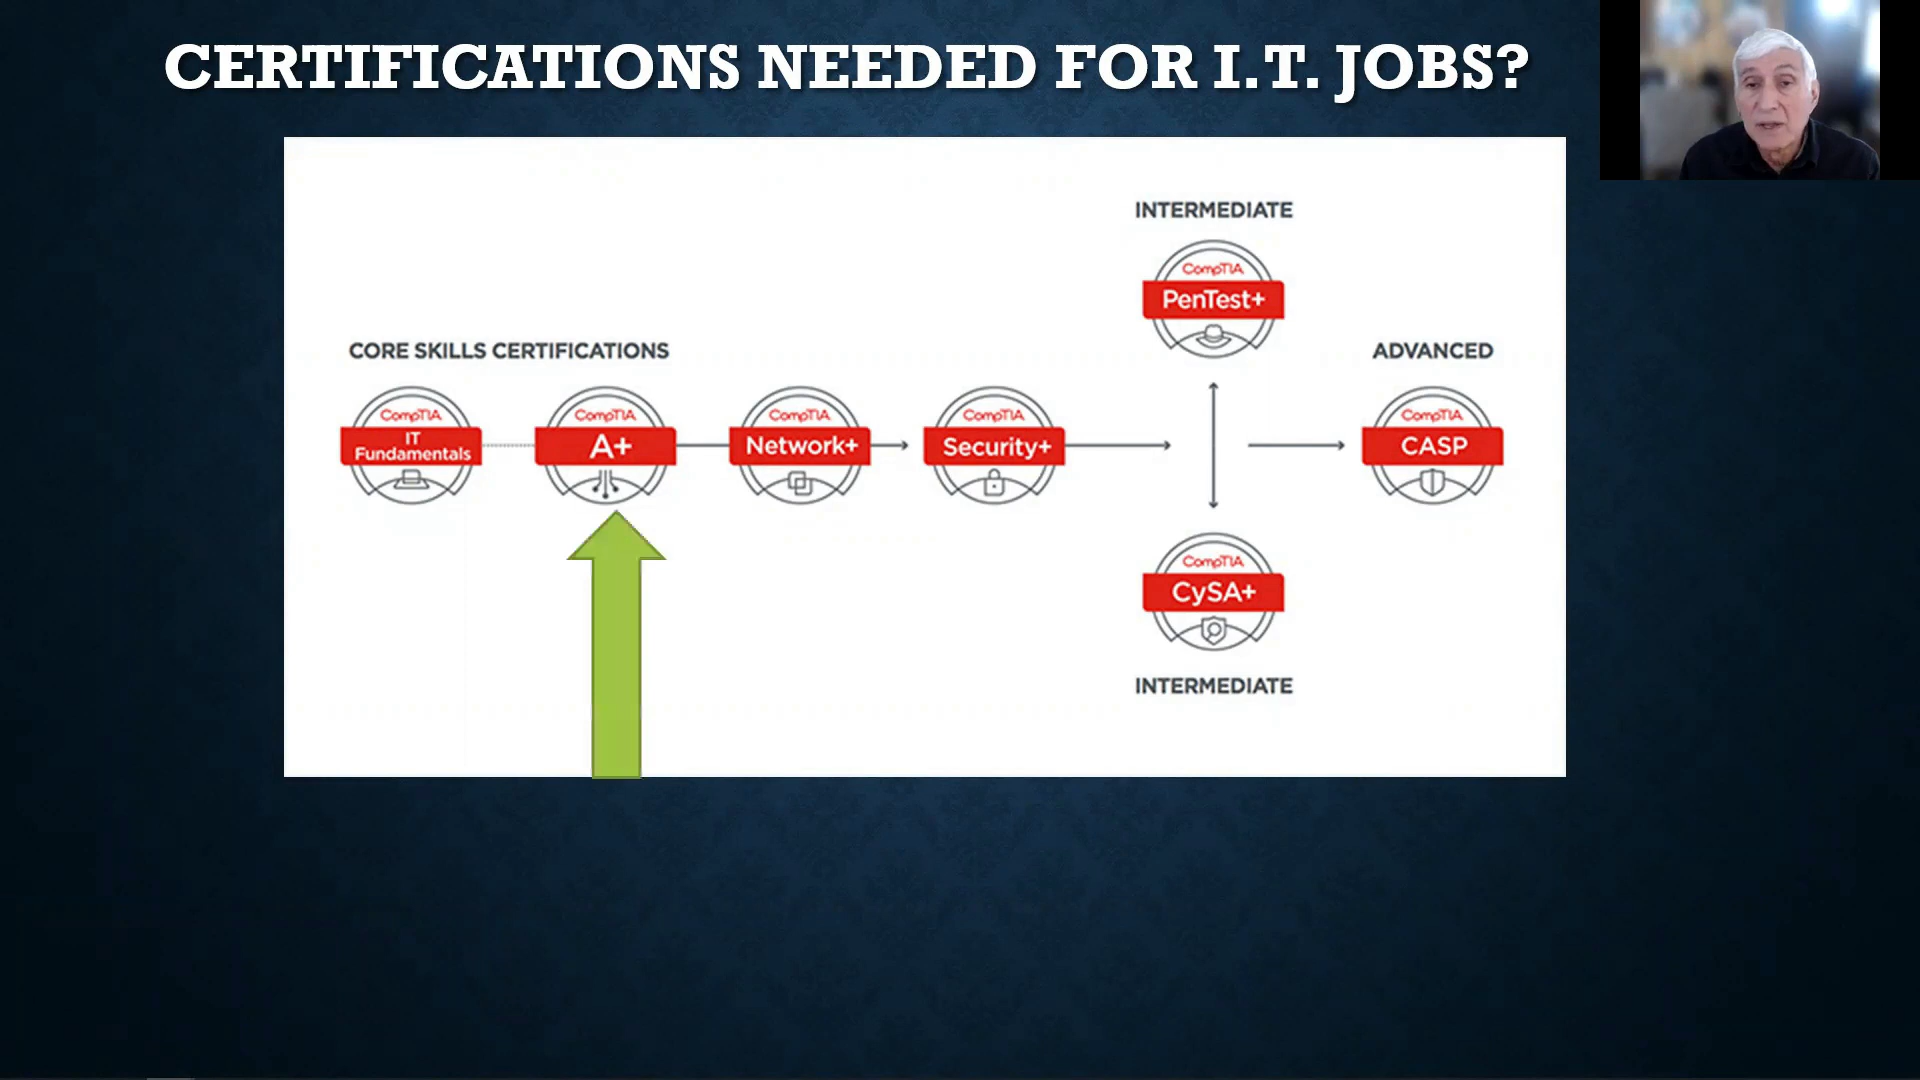 CERTIFICATIONS NEEDED FOR I.T. JOBS?
INTERMEDIATE
CompTIA
PenTest+
CORE SKILLS CERTIFICATIONS
ADVANCED
CompTIA
IT
Fundamentals
CompTIA
A+
CompTIA
Network+
CompTIA
Security+
CompTIA
CASP
CompTIA
CySA+
INTERMEDIATE